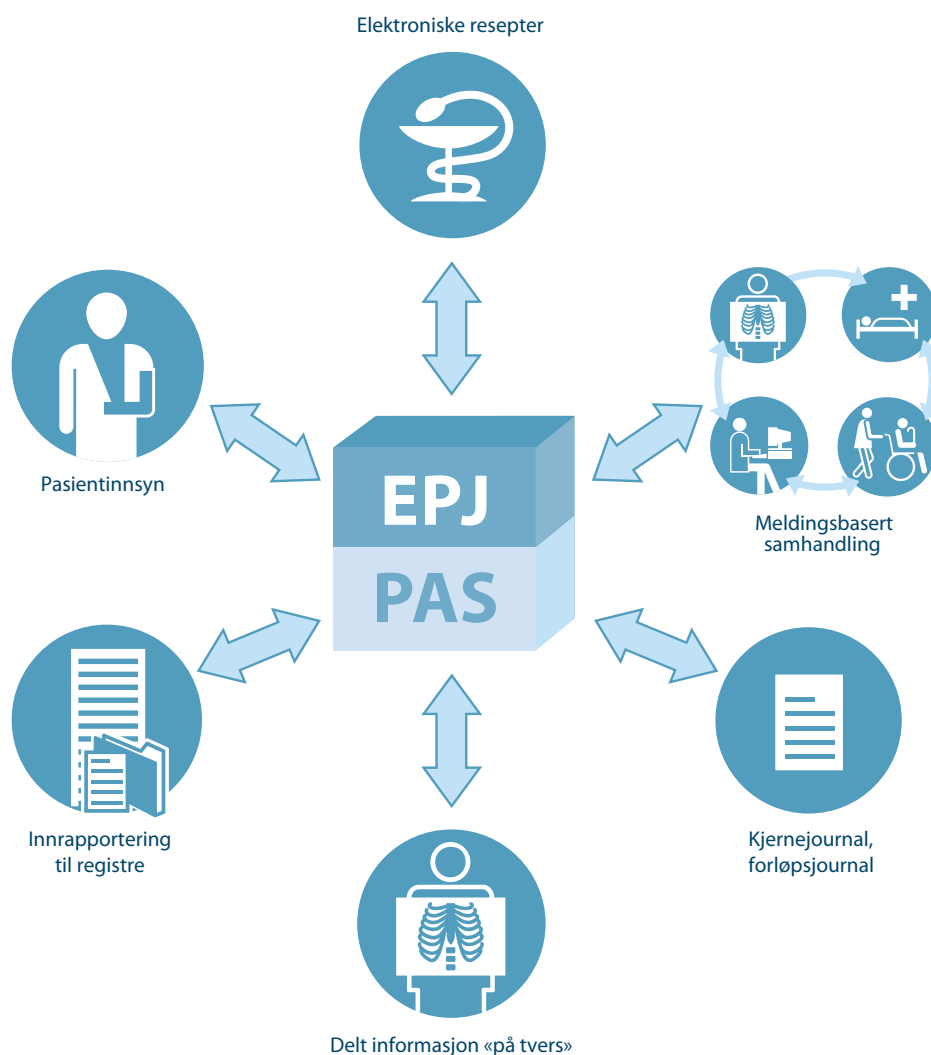 Elektroniske resepter
Pasientinnsyn
EPJ
PAS
Meldingsbasert
samhandling
Innrapportering
til registre
Kjernejournal,
forløpsjournal
Delt informasjon «på tvers»